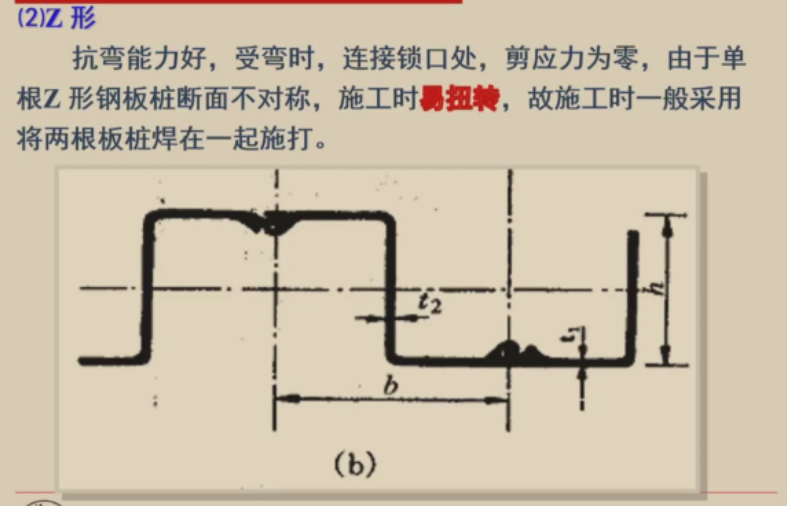 (2)Z 形
抗弯能力好，受弯时，连接锁口处，剪应力为零，由于单
根Z 形钢板桩断面不对称，施工时易扭转，故施工时一般采用
将两根板桩焊在一起施打。
t2
h
t1
b
(b)